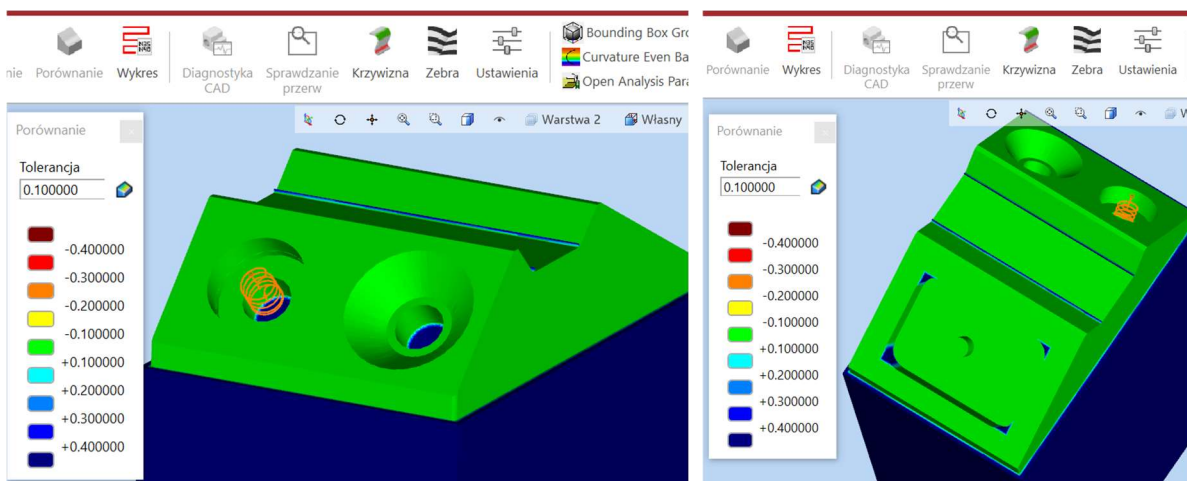 nie Porównanie Wykres Diagnostyka CAD Sprawdzanie przerw Krzywizna Zebra Ustawienia
Bounding Box Gro
Curvature Even Ba
Open Analysis Para
Warstwa 2 Własny
Porównanie
Tolerancja
0.100000
-0.400000
-0.300000
-0.200000
-0.100000
+0.100000
+0.200000
+0.300000
+0.400000
Porównanie Wykres Diagnostyka CAD Sprawdzanie przerw Krzywizna Zebra Ustawienia
W
Porównanie
Tolerancja
0.100000
-0.400000
-0.300000
-0.200000
-0.100000
+0.100000
+0.200000
+0.300000
+0.400000